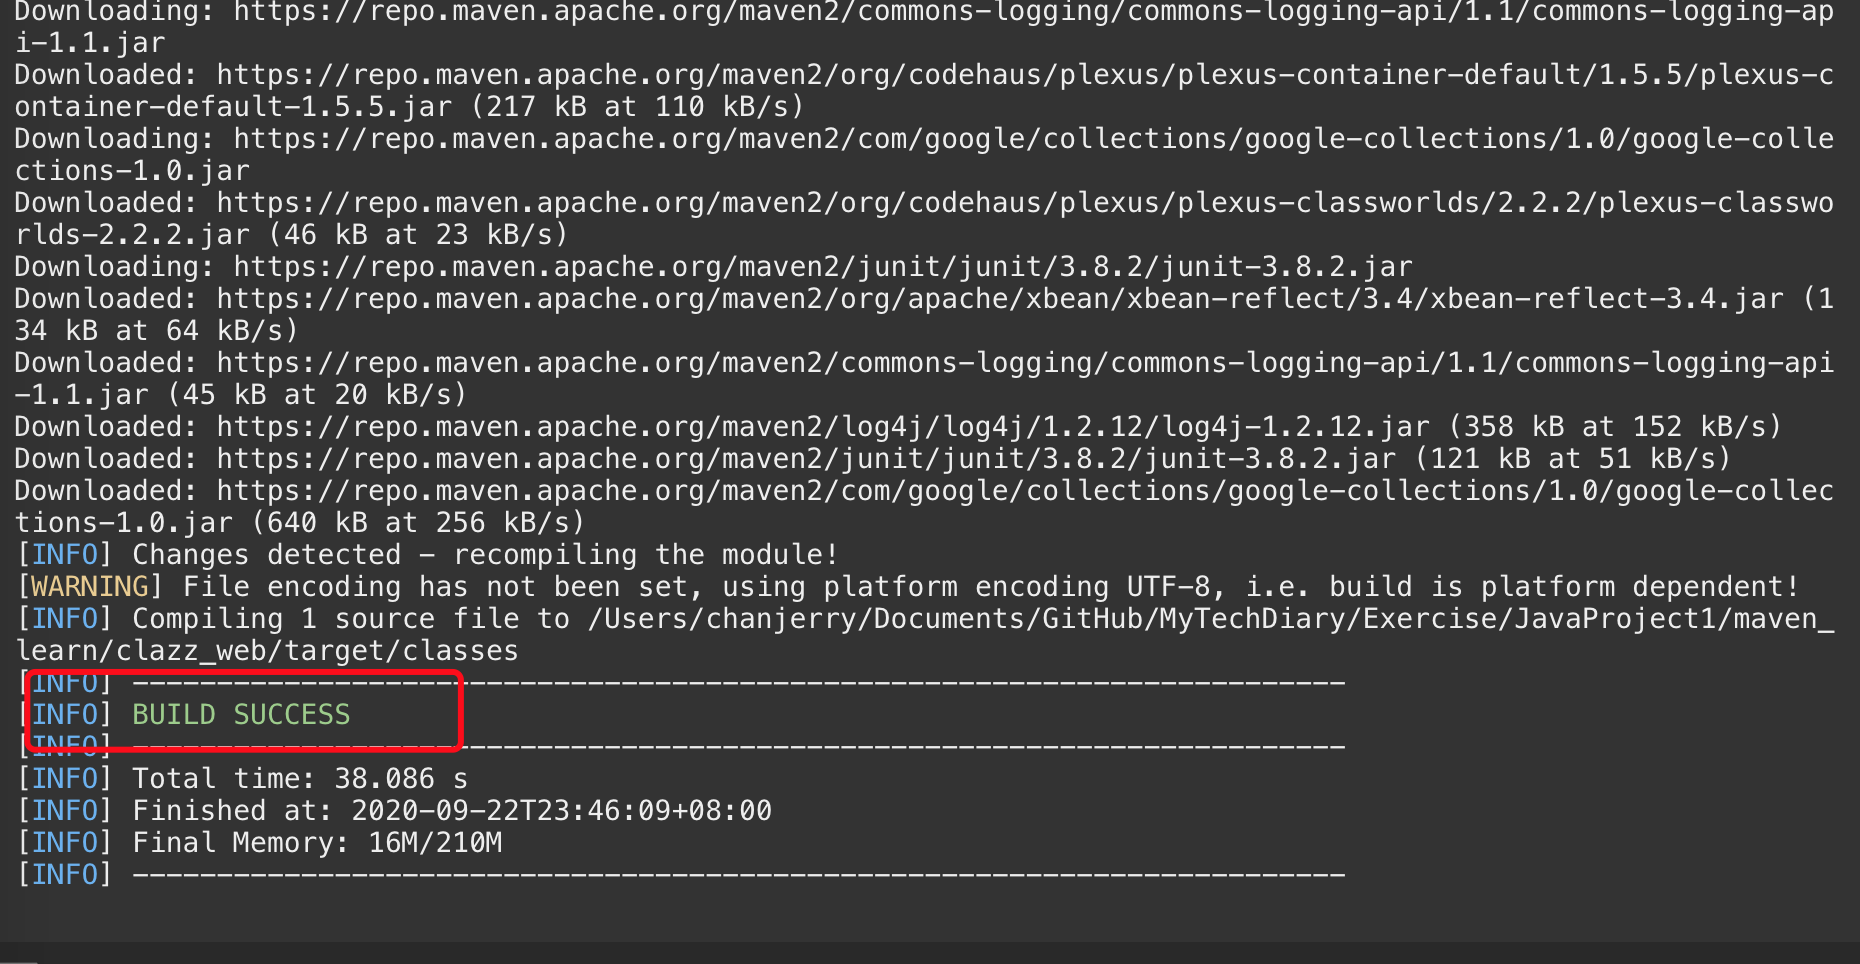 Downloading: https://repo.maven.apache.org/maven2/commons-logging/commons-logging-api/1.1/commons-logging-ap
i-1.1.jar
Downloaded: https://repo.maven.apache.org/maven2/org/codehaus/plexus/plexus-container-default/1.5.5/plexus-c
ontainer-default-1.5.5.jar (217 kB at 110 kB/s)
Downloading: https://repo.maven.apache.org/maven2/com/google/collections/google-collections/1.0/google-colle
ctions-1.0.jar
Downloaded: https://repo.maven.apache.org/maven2/org/codehaus/plexus/plexus-classworlds/2.2.2/plexus-classwo
rlds-2.2.2.jar (46 kB at 23 kB/s)
Downloading: https://repo.maven.apache.org/maven2/junit/junit/3.8.2/junit-3.8.2.jar
Downloaded: https://repo.maven.apache.org/maven2/org/apache/xbean/xbean-reflect/3.4/xbean-reflect-3.4.jar (1
34 kB at 64 kB/s)
Downloaded: https://repo.maven.apache.org/maven2/commons-logging/commons-logging-api/1.1/commons-logging-api
-1.1.jar (45 kB at 20 kB/s)
Downloaded: https://repo.maven.apache.org/maven2/log4j/log4j/1.2.12/log4j-1.2.12.jar (358 kB at 152 kB/s)
Downloaded: https://repo.maven.apache.org/maven2/junit/junit/3.8.2/junit-3.8.2.jar (121 kB at 51 kB/s)
Downloaded: https://repo.maven.apache.org/maven2/com/google/collections/google-collections/1.0/google-collec
tions-1.0.jar (640 kB at 256 kB/s)
[INFO] Changes detected - recompiling the module!
[WARNING] File encoding has not been set, using platform encoding UTF-8, i.e. build is platform dependent!
[INFO] Compiling 1 source file to /Users/chanjerry/Documents/GitHub/MyTechDiary/Exercise/JavaProject1/maven_
learn/clazz_web/target/classes
[INFO] ------------------------------------------------------------------------
[INFO] BUILD SUCCESS
[INFO] ------------------------------------------------------------------------
[INFO] Total time: 38.086 s
[INFO] Finished at: 2020-09-22T23:46:09+08:00
[INFO] Final Memory: 16M/210M
[INFO] ------------------------------------------------------------------------